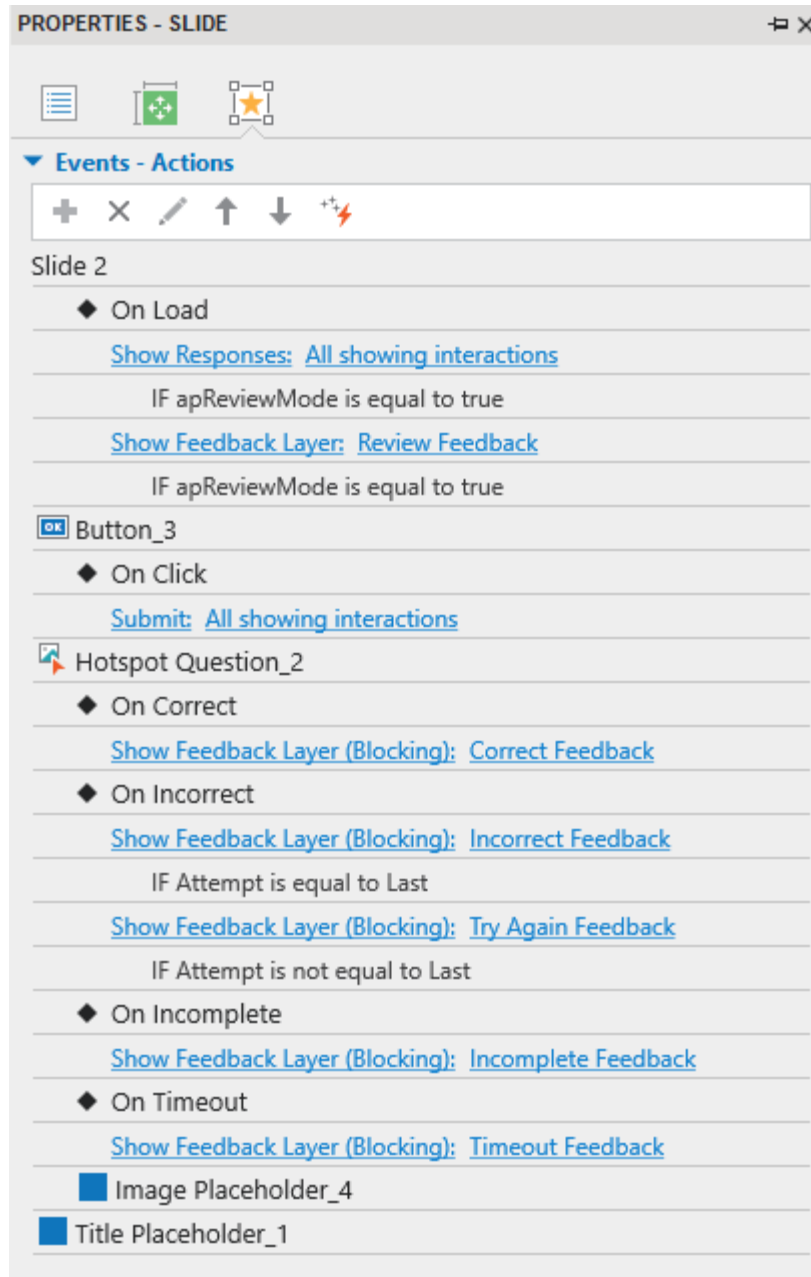 PROPERTIES - SLIDE
Events - Actions
Slide 2
On Load
Show Responses: All showing interactions
IF apReviewMode is equal to true
Show Feedback Layer: Review Feedback
IF apReviewMode is equal to true
OK Button_3
On Click
Submit: All showing interactions
Hotspot Question_2
On Correct
Show Feedback Layer (Blocking): Correct Feedback
On Incorrect
Show Feedback Layer (Blocking): Incorrect Feedback
IF Attempt is equal to Last
Show Feedback Layer (Blocking): Try Again Feedback
IF Attempt is not equal to Last
On Incomplete
Show Feedback Layer (Blocking): Incomplete Feedback
On Timeout
Show Feedback Layer (Blocking): Timeout Feedback
Image Placeholder_4
Title Placeholder_1